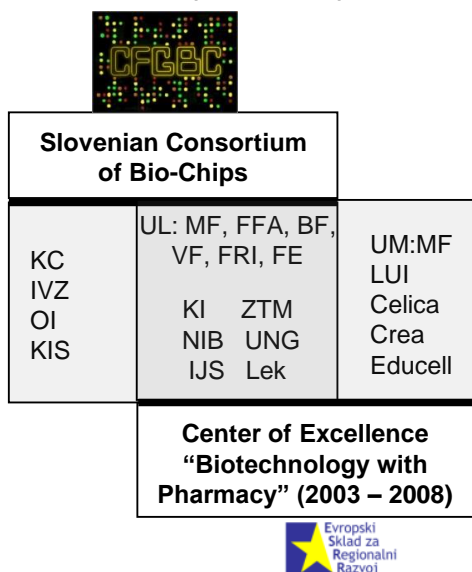 CFGBC
Slovenian Consortium
of Bio-Chips
KC
IVZ
OI
KIS
UL: MF, FFA, BF,
VF, FRI, FE
KI ZTM
NIB UNG
IJS Lek
UM:MF
LUI
Celica
Crea
Educell
Center of Excellence
“Biotechnology with
Pharmacy” (2003 – 2008)
Evropski
Sklad za
Regionalni
Razvoj